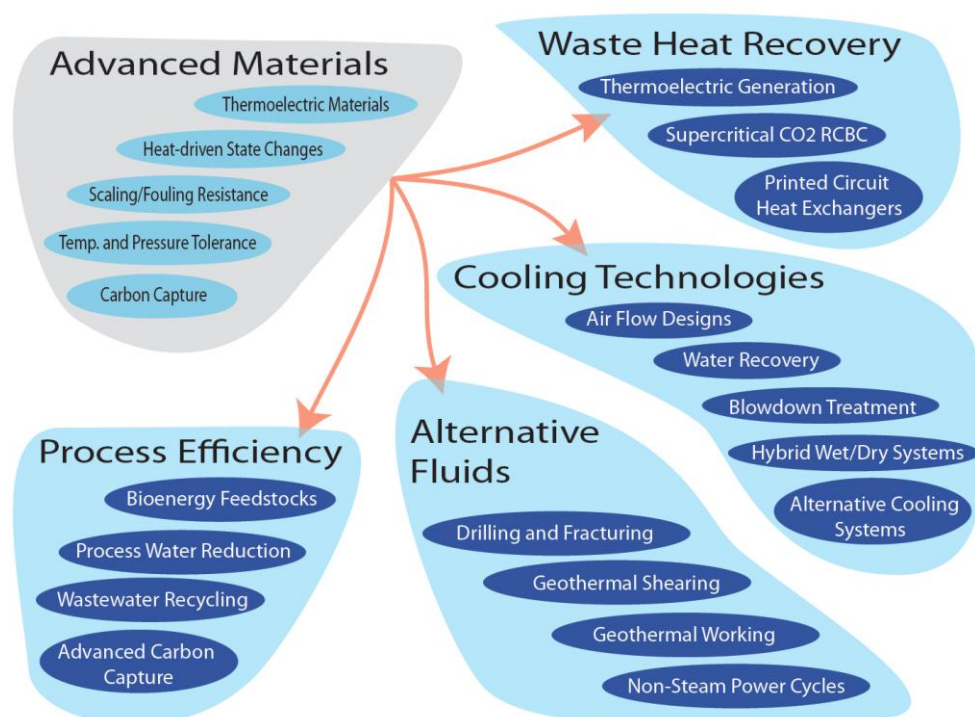 Advanced Materials
Thermoelectric Materials
Heat-driven State Changes
Scaling/Fouling Resistance
Temp. and Pressure Tolerance
Carbon Capture
Waste Heat Recovery
Thermoelectric Generation
Supercritical CO2 RCBC
Printed Circuit
Heat Exchangers
Cooling Technologies
Air Flow Designs
Water Recovery
Blowdown Treatment
Hybrid Wet/Dry Systems
Alternative Cooling
Systems
Process Efficiency
Bioenergy Feedstocks
Process Water Reduction
Wastewater Recycling
Advanced Carbon
Capture
Alternative
Fluids
Drilling and Fracturing
Geothermal Shearing
Geothermal Working
Non-Steam Power Cycles